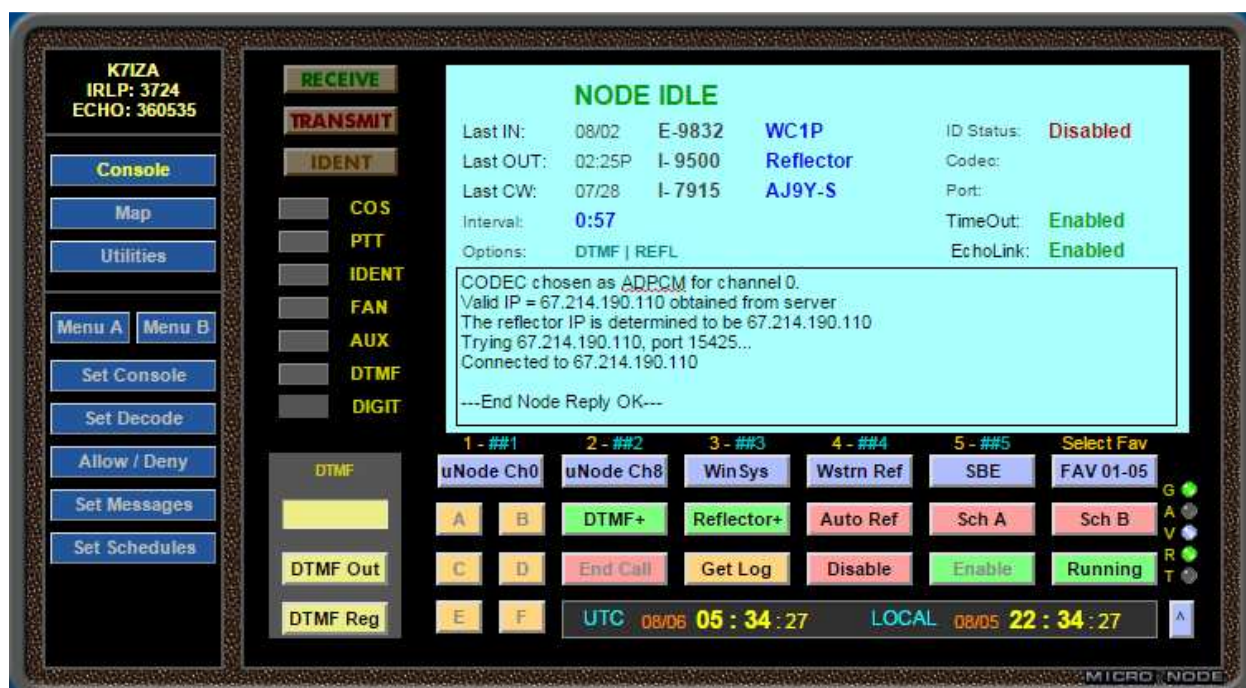 K7IZA
IRLP: 3724
ECHO: 360535
Console
Map
Utilities
Menu A Menu B
Set Console
Set Decode
Allow / Deny
Set Messages
Set Schedules
RECEIVE
TRANSMIT
IDENT
COS
PTT
IDENT
FAN
AUX
DTMF
DIGIT
DTMF
DTMF Out
DTMF Reg
NODE IDLE
Last IN: 08/02 E-9832 WC1P ID Status: Disabled
Last OUT: 02:25P I- 9500 Reflector Codec:
Last CW: 07/28 I- 7915 AJ9Y-S Port:
Interval: 0:57 TimeOut: Enabled
Options: DTMF | REFL EchoLink: Enabled
CODEC chosen as ADPCM for channel 0.
Valid IP = 67.214.190.110 obtained from server
The reflector IP is determined to be 67.214.190.110
Trying 67.214.190.110, port 15425...
Connected to 67.214.190.110
---End Node Reply OK---
1 - ##1 2 - ##2 3 - ##3 4 - ##4 5 - ##5 Select Fav
uNode Ch0 uNode Ch8 WinSys Wstrn Ref SBE FAV 01-05
A B DTMF+ Reflector+ Auto Ref Sch A Sch B
C D End Call Get Log Disable Enable Running
E F UTC 08/06 05 : 34 : 27 LOCAL 08/05 22 : 34 : 27 ^
G
A
V
R
T
MICRO NODE